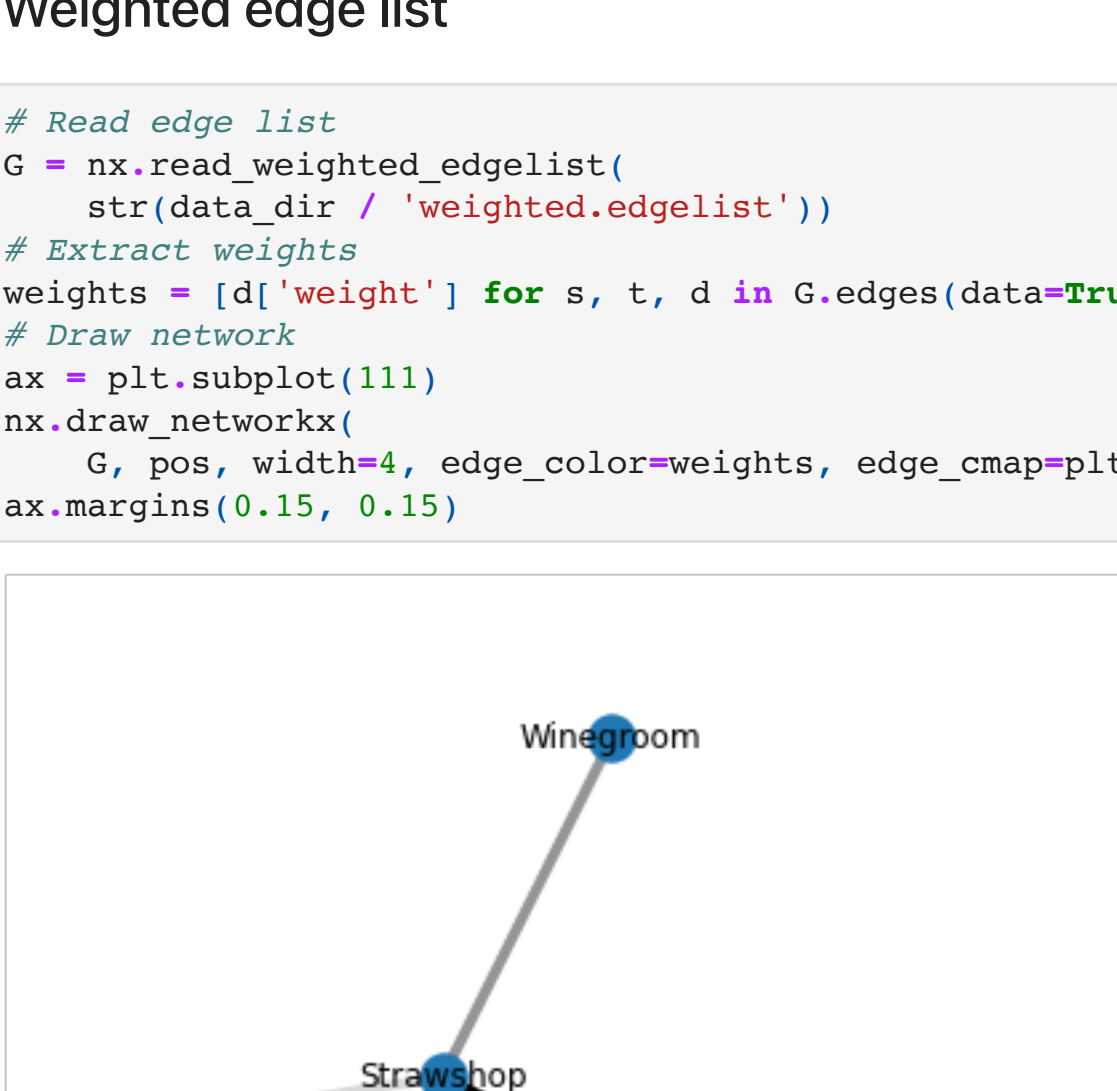 Weighted edge list
# Read edge list
G = nx.read_weighted_edgelist(
    str(data_dir / 'weighted.edgelist'))
# Extract weights
weights = [d['weight'] for s, t, d in G.edges(data=Tru
# Draw network
ax = plt.subplot(111)
nx.draw_networkx(
    G, pos, width=4, edge_color=weights, edge_cmap=plt
ax.margins(0.15, 0.15)
Winegroom
Strawshop